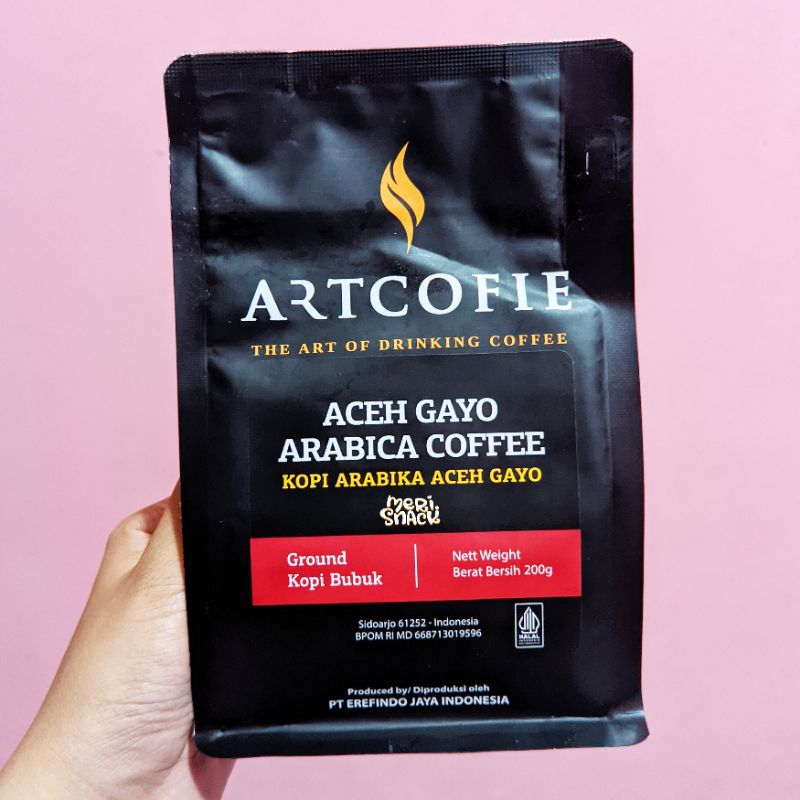 ARTCOFIE
THE ART OF DRINKING COFFEE
ACEH GAYO
ARABICA COFFEE
KOPI ARABIKA ACEH GAYO
MERI
SNACK
Ground
Kopi Bubuk
Nett Weight
Berat Bersih 200g
Sidoarjo 61252 - Indonesia
BPOM RI MD 668713019596
HALAL
INDONESIA
Produced by/ Diproduksi oleh
PT EREFINDO JAYA INDONESIA